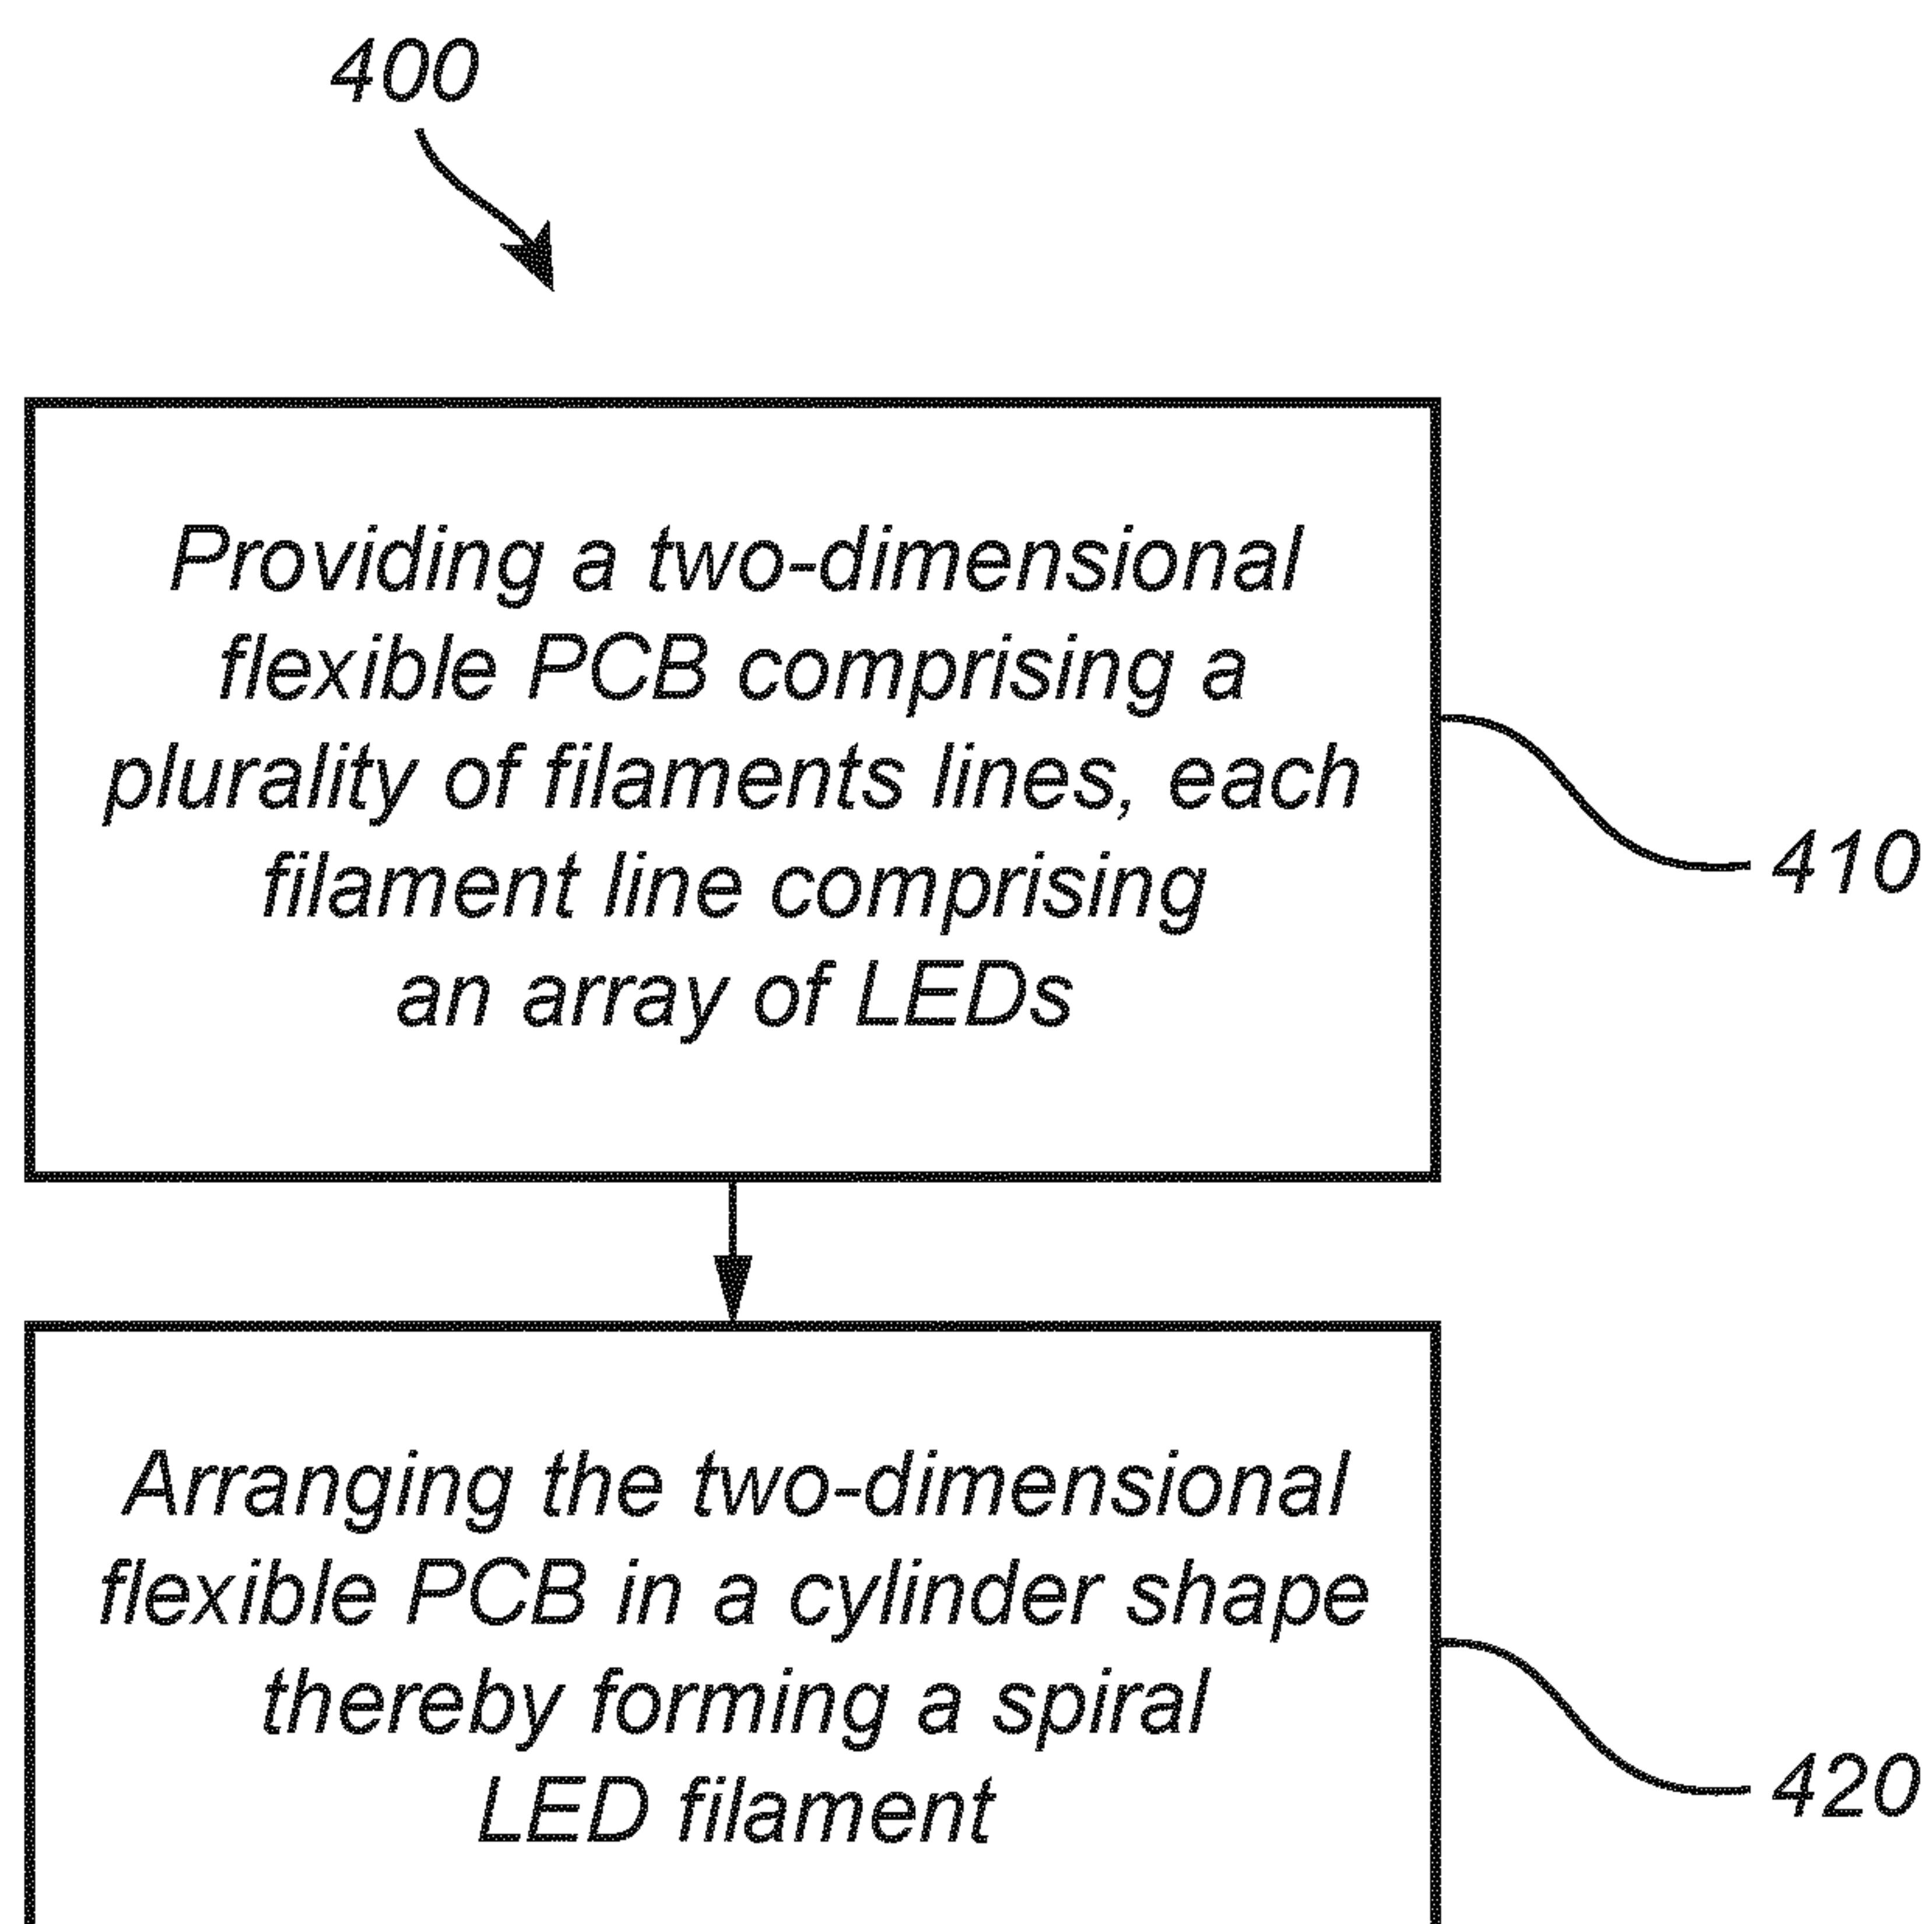 400
Providing a two-dimensional
flexible PCB comprising a
plurality of filaments lines, each
filament line comprising
an array of LEDs
410
Arranging the two-dimensional
flexible PCB in a cylinder shape
thereby forming a spiral
LED filament
420